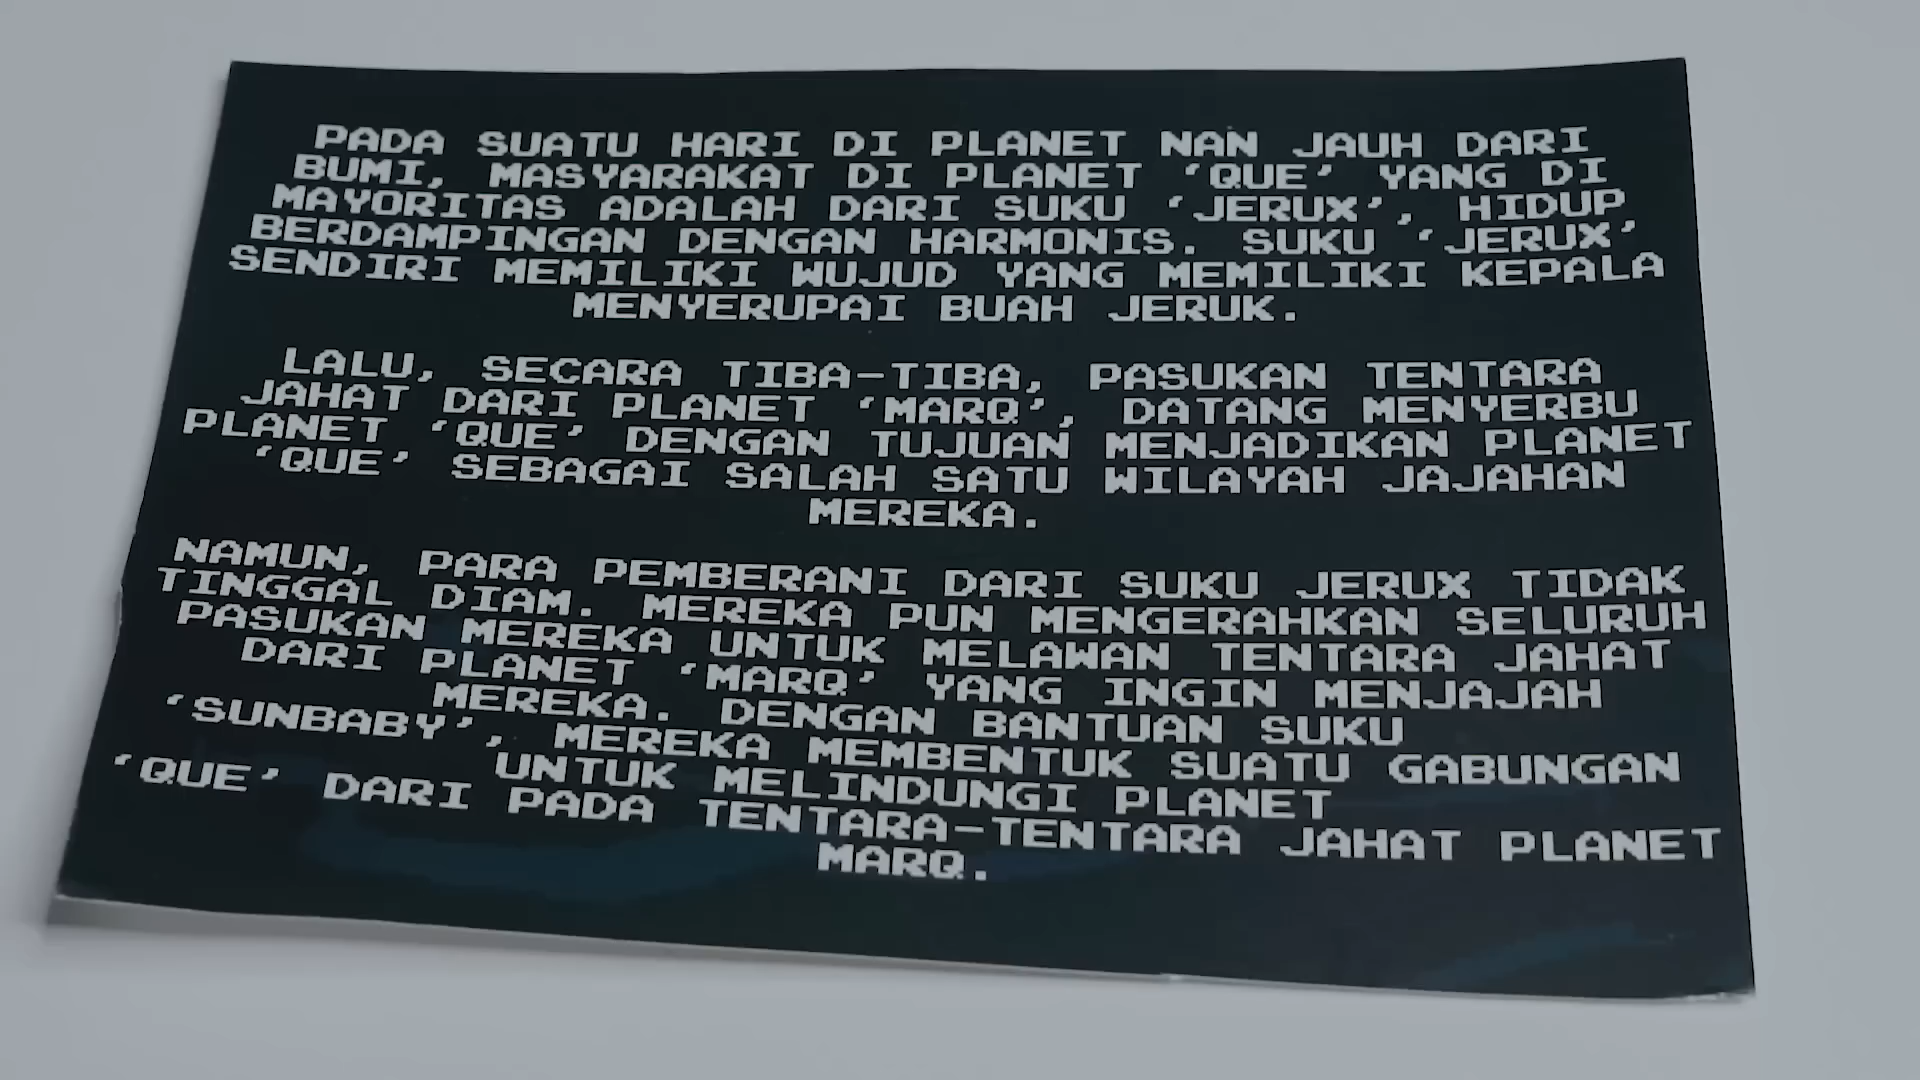 PADA SUATU HARI DI PLANET NAN JAUH DARI
BUMI, MASYARAKAT DI PLANET ‘QUE’ YANG DI
MAYORITAS ADALAH DARI SUKU ‘JERUX’, HIDUP
BERDAMPINGAN DENGAN HARMONIS. SUKU ‘JERUX’
SENDIRI MEMILIKI WUJUD YANG MEMILIKI KEPALA
MENYERUPAI BUAH JERUK.
LALU, SECARA TIBA-TIBA, PASUKAN TENTARA
JAHAT DARI PLANET ‘MARQ’, DATANG MENYERBU
PLANET ‘QUE’ DENGAN TUJUAN MENJADIKAN PLANET
‘QUE’ SEBAGAI SALAH SATU WILAYAH JAJAHAN
MEREKA.
NAMUN, PARA PEMBERANI DARI SUKU JERUX TIDAK
TINGGAL DIAM. MEREKA PUN MENGERAHKAN SELURUH
PASUKAN MEREKA UNTUK MELAWAN TENTARA JAHAT
DARI PLANET ‘MARQ’ YANG INGIN MENJAJAH
MEREKA. DENGAN BANTUAN SUKU
‘SUNBABY’, MEREKA MEMBENTUK SUATU GABUNGAN
UNTUK MELINDUNGI PLANET
‘QUE’ DARI PADA TENTARA-TENTARA JAHAT PLANET
MARQ.